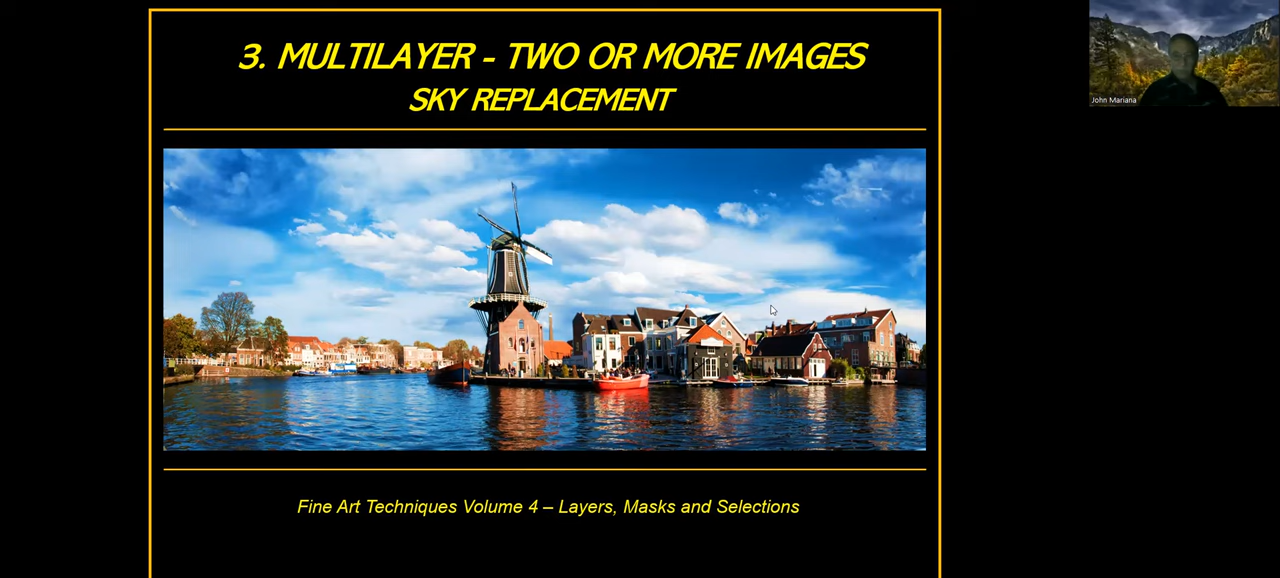 3. MULTILAYER - TWO OR MORE IMAGES
SKY REPLACEMENT
John Mariana
Fine Art Techniques Volume 4 – Layers, Masks and Selections